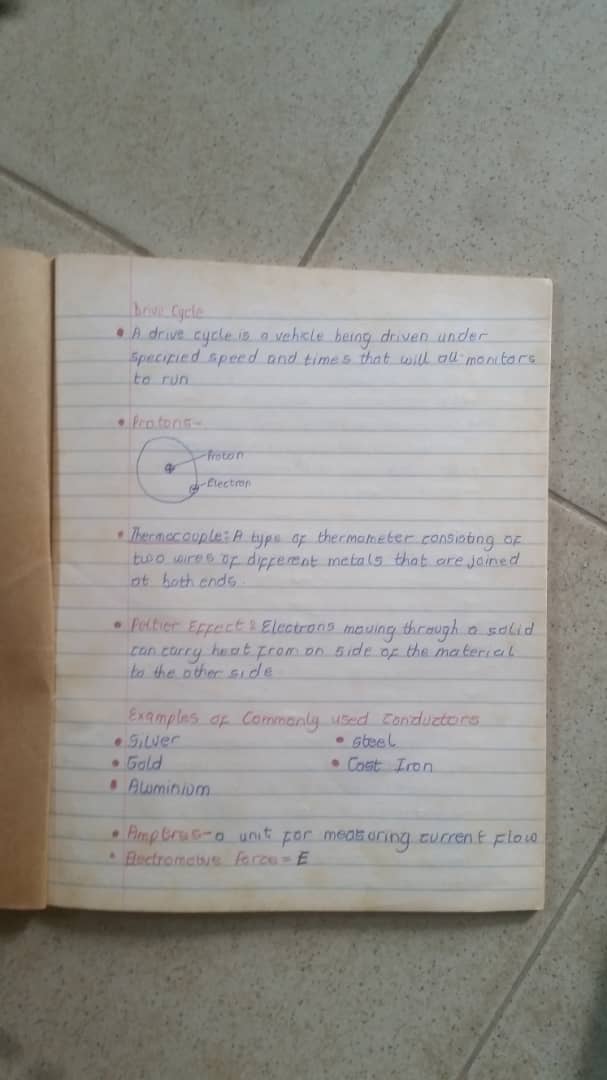 Drive Cycle
• A drive cycle is a vehicle being driven under
specified speed and times that will all monitors
to run
• Protons-
Proton
Electron
• Thermocouple: A type of thermometer consisting of
two wires of different metals that are joined
at both ends.
• Peltier Effect: Electrons moving through a solid
can carry heat from on side of the material
to the other side
Examples of Commonly used Conductors
• Silver • Steel
• Gold • Cast Iron
• Aluminium
• - a unit for measuring current flow
• Electromotive Force = E